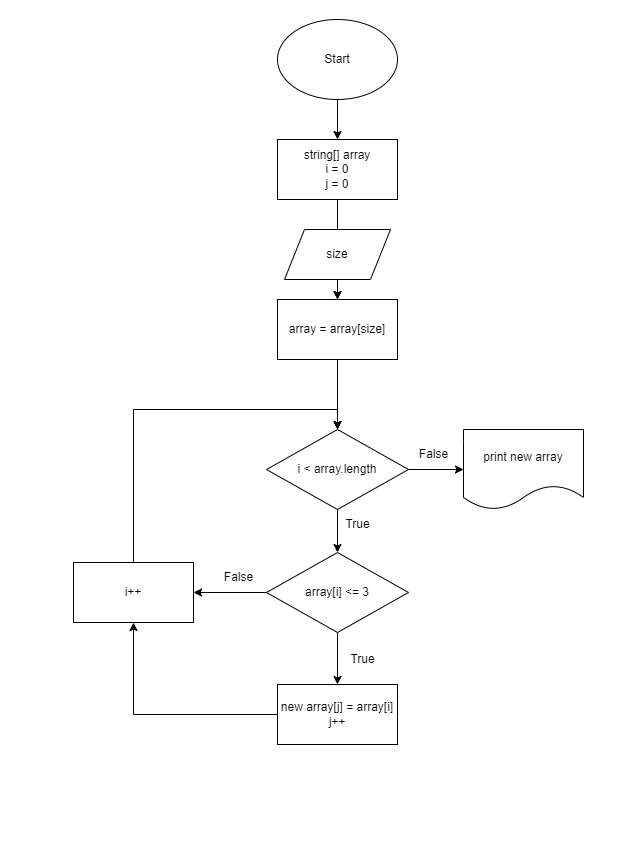 Start
string[] array
i = 0
j = 0
size
array = array[size]
i < array.length
False
print new array
True
array[i] <= 3
False
i++
True
new array[j] = array[i]
j++